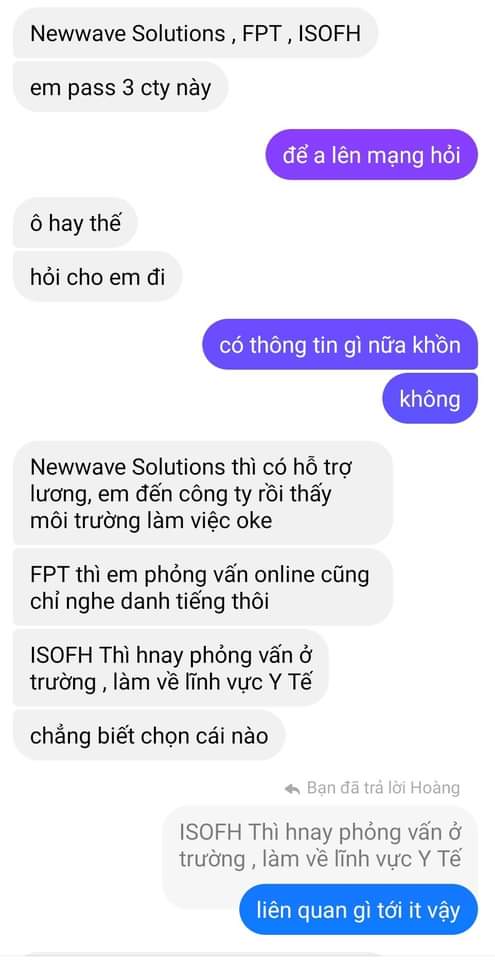 Newwave Solutions , FPT , ISOFH
em pass 3 cty này
để a lên mạng hỏi
ô hay thế
hỏi cho em đi
có thông tin gì nữa khồn
không
Newwave Solutions thì có hỗ trợ
lương, em đến công ty rồi thấy
môi trường làm việc oke
FPT thì em phỏng vấn online cũng
chỉ nghe danh tiếng thôi
ISOFH Thì hnay phỏng vấn ở
trường , làm về lĩnh vực Y Tế
chẳng biết chọn cái nào
Bạn đã trả lời Hoàng
ISOFH Thì hnay phỏng vấn ở
trường , làm về lĩnh vực Y Tế
liên quan gì tới it vậy